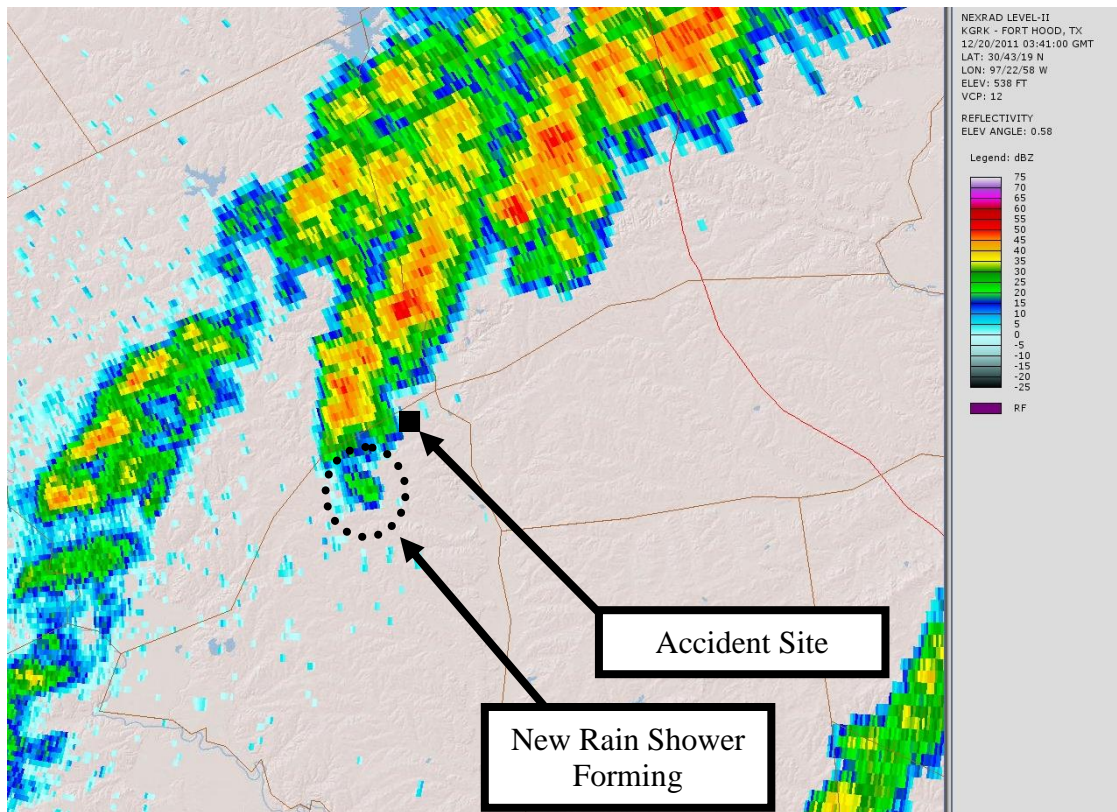 NEXRAD LEVEL-II
KGRK - FORT HOOD, TX
12/20/2011 03:41:00 GMT
LAT: 30/43/19 N
LON: 97/22/58 W
ELEV: 538 FT
VCP: 12
REFLECTIVITY
ELEV ANGLE: 0.58
Legend: dBZ
75
70
65
60
55
50
45
40
35
30
25
20
15
10
5
0
-5
-10
-15
-20
-25
RF
Accident Site
New Rain Shower
Forming